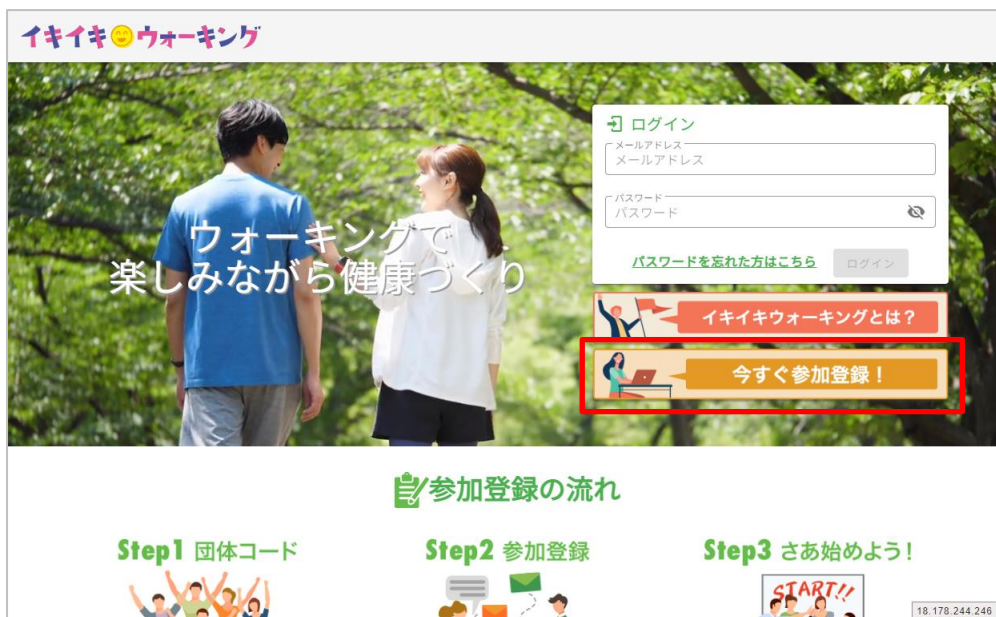 イキイキウォーキング
ログイン
メールアドレス
メールアドレス
パスワード
パスワード
パスワードを忘れた方はこちら ログイン
ウォーキングで
楽しみながら健康づくり
イキイキウォーキングとは？
今すぐ参加登録！
参加登録の流れ
Step1 団体コード
Step2 参加登録
Step3 さあ始めよう！
START!!
18.178.244.246